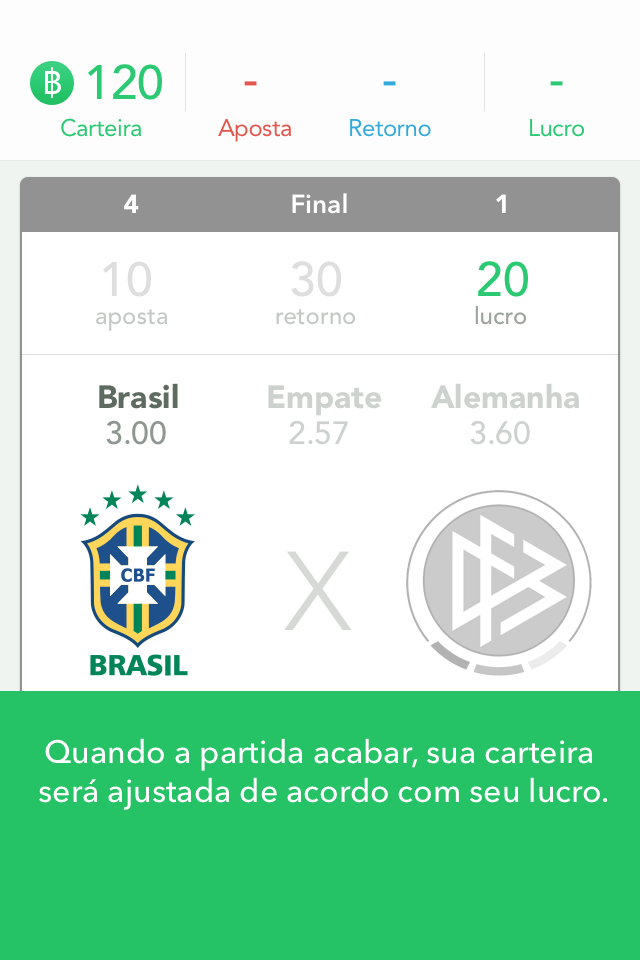 ฿ 120 - - -
Carteira Aposta Retorno Lucro
4 Final 1
10 30 20
aposta retorno lucro
Brasil Empate Alemanha
3.00 2.57 3.60
CBF X DFB
BRASIL
Quando a partida acabar, sua carteira
será ajustada de acordo com seu lucro.